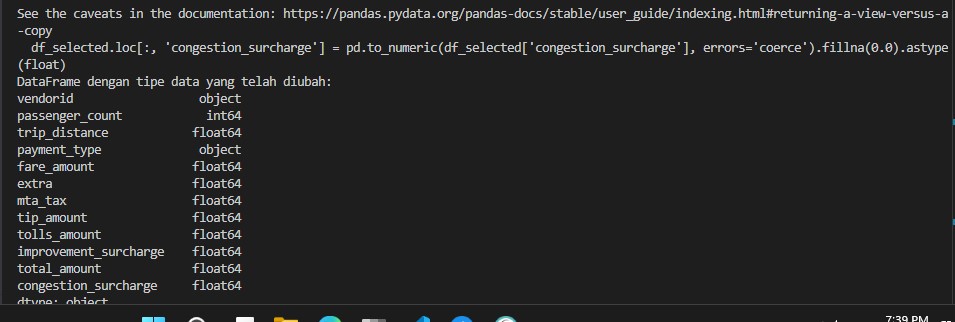 See the caveats in the documentation: https://pandas.pydata.org/pandas-docs/stable/user_guide/indexing.html#returning-a-view-versus-a
-copy
  df_selected.loc[:, 'congestion_surcharge'] = pd.to_numeric(df_selected['congestion_surcharge'], errors='coerce').fillna(0.0).astype
(float)
DataFrame dengan tipe data yang telah diubah:
vendorid                 object
passenger_count           int64
trip_distance           float64
payment_type             object
fare_amount             float64
extra                   float64
mta_tax                 float64
tip_amount              float64
tolls_amount            float64
improvement_surcharge   float64
total_amount            float64
congestion_surcharge    float64
dtype: object
7:39 PM